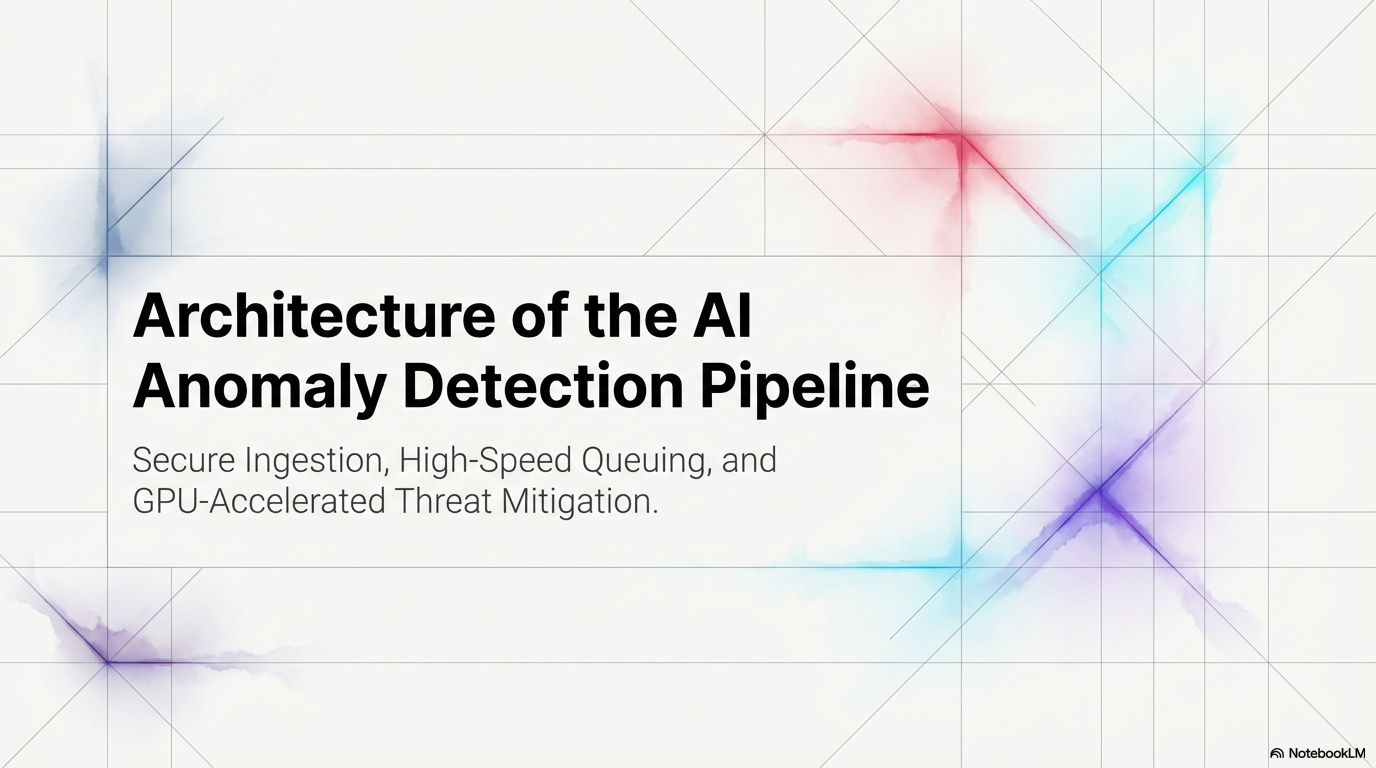 Architecture of the AI
Anomaly Detection Pipeline
Secure Ingestion, High-Speed Queuing, and
GPU-Accelerated Threat Mitigation.
NotebookLM